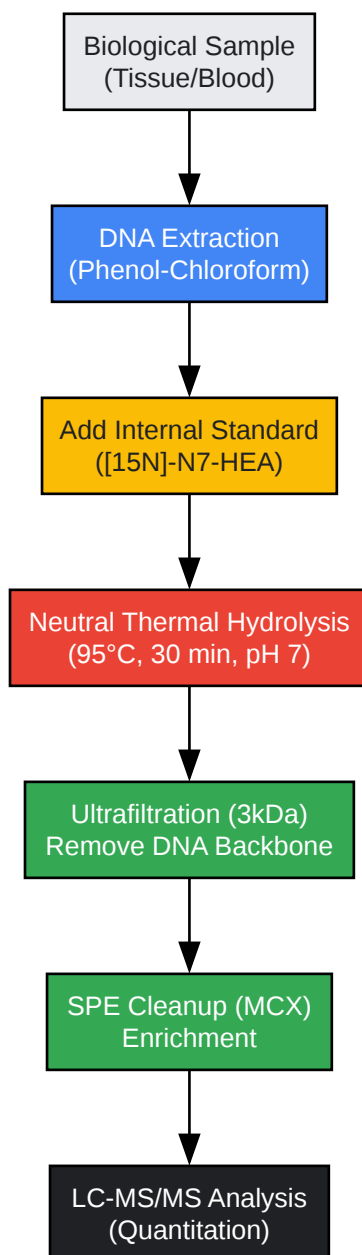 Biological Sample
(Tissue/Blood)
DNA Extraction
(Phenol-Chloroform)
Add Internal Standard
([15N]-N7-HEA)
Neutral Thermal Hydrolysis
(95°C, 30 min, pH 7)
Ultrafiltration (3kDa)
Remove DNA Backbone
SPE Cleanup (MCX)
Enrichment
LC-MS/MS Analysis
(Quantitation)